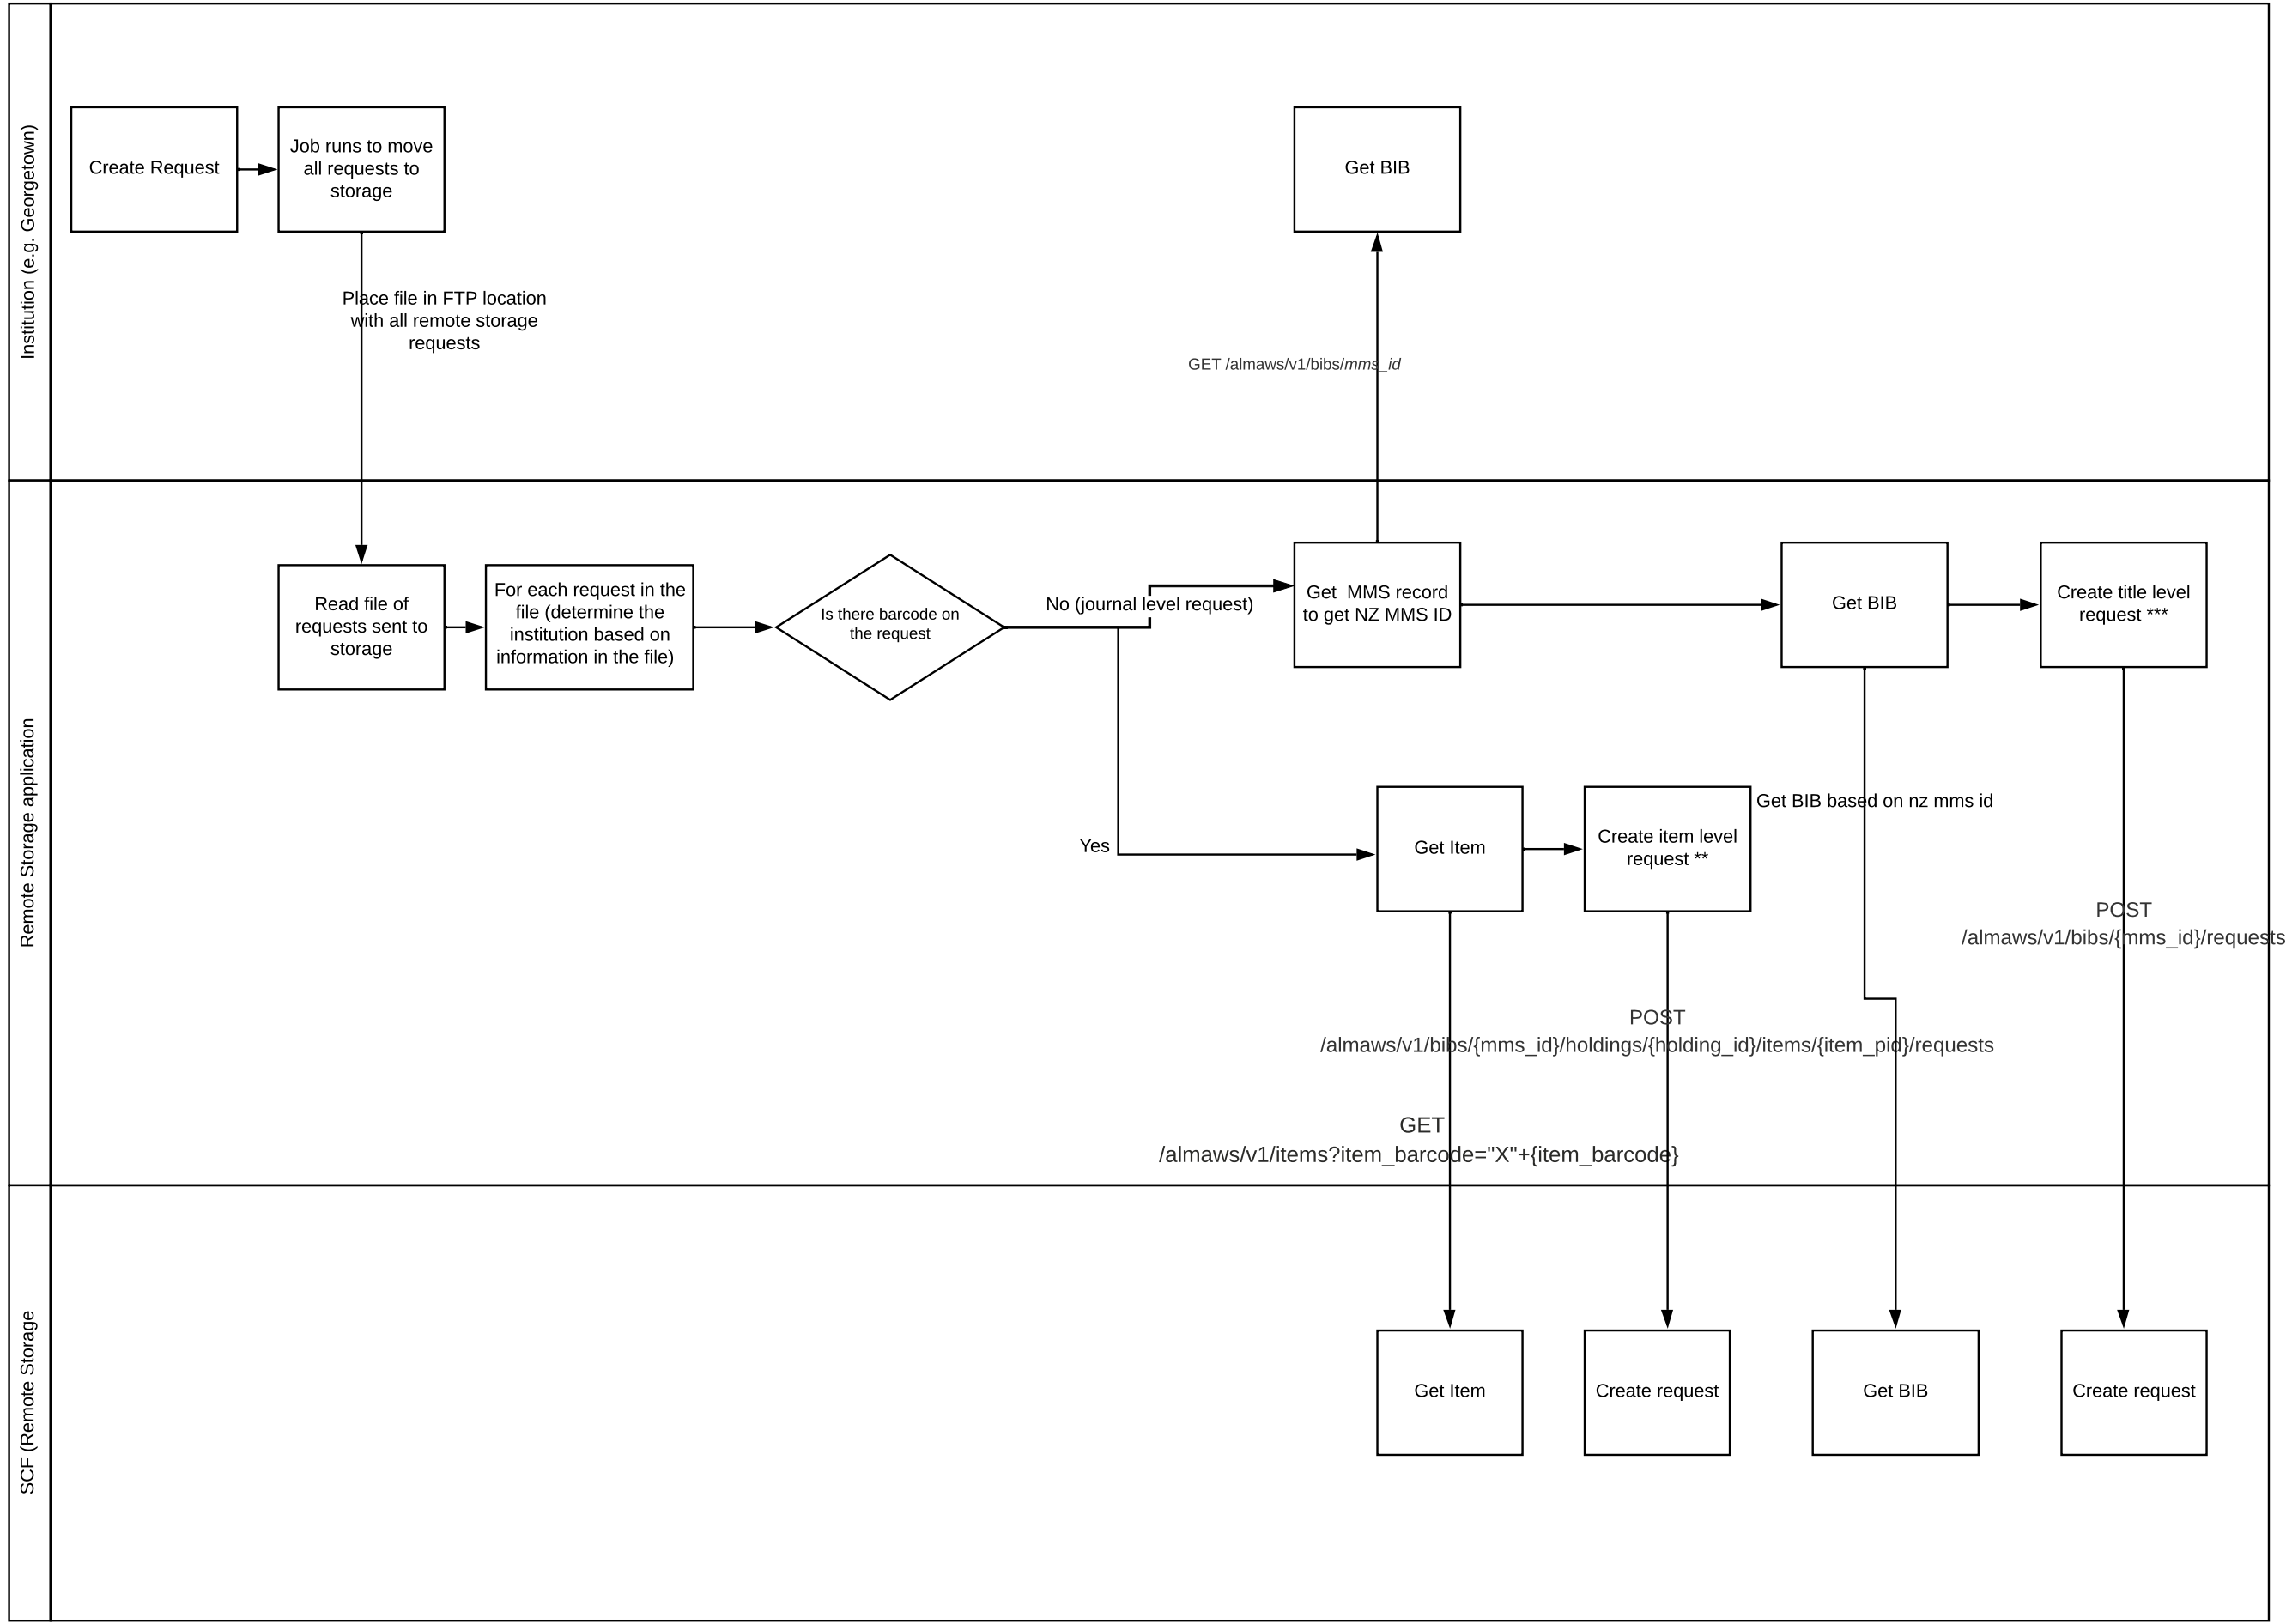 Institution (e.g. Georgetown)
Create Request
Job runs to move
all requests to
storage
Get BIB
Place file in FTP location
with all remote storage
requests
GET /almaws/v1/bibs/mms_id
Remote Storage application
Read file of
requests sent to
storage
For each request in the
file (determine the
institution based on
information in the file)
Is there barcode on
the request
No (journal level request)
Get  MMS record
to get NZ MMS ID
Get BIB
Create title level
request ***
Yes
Get Item
Create item level
request **
Get BIB based on nz mms id
POST
/almaws/v1/bibs/{mms_id}/requests
POST
/almaws/v1/bibs/{mms_id}/holdings/{holding_id}/items/{item_pid}/requests
GET
/almaws/v1/items?item_barcode="X"+{item_barcode}
SCF (Remote Storage
Get Item
Create request
Get BIB
Create request